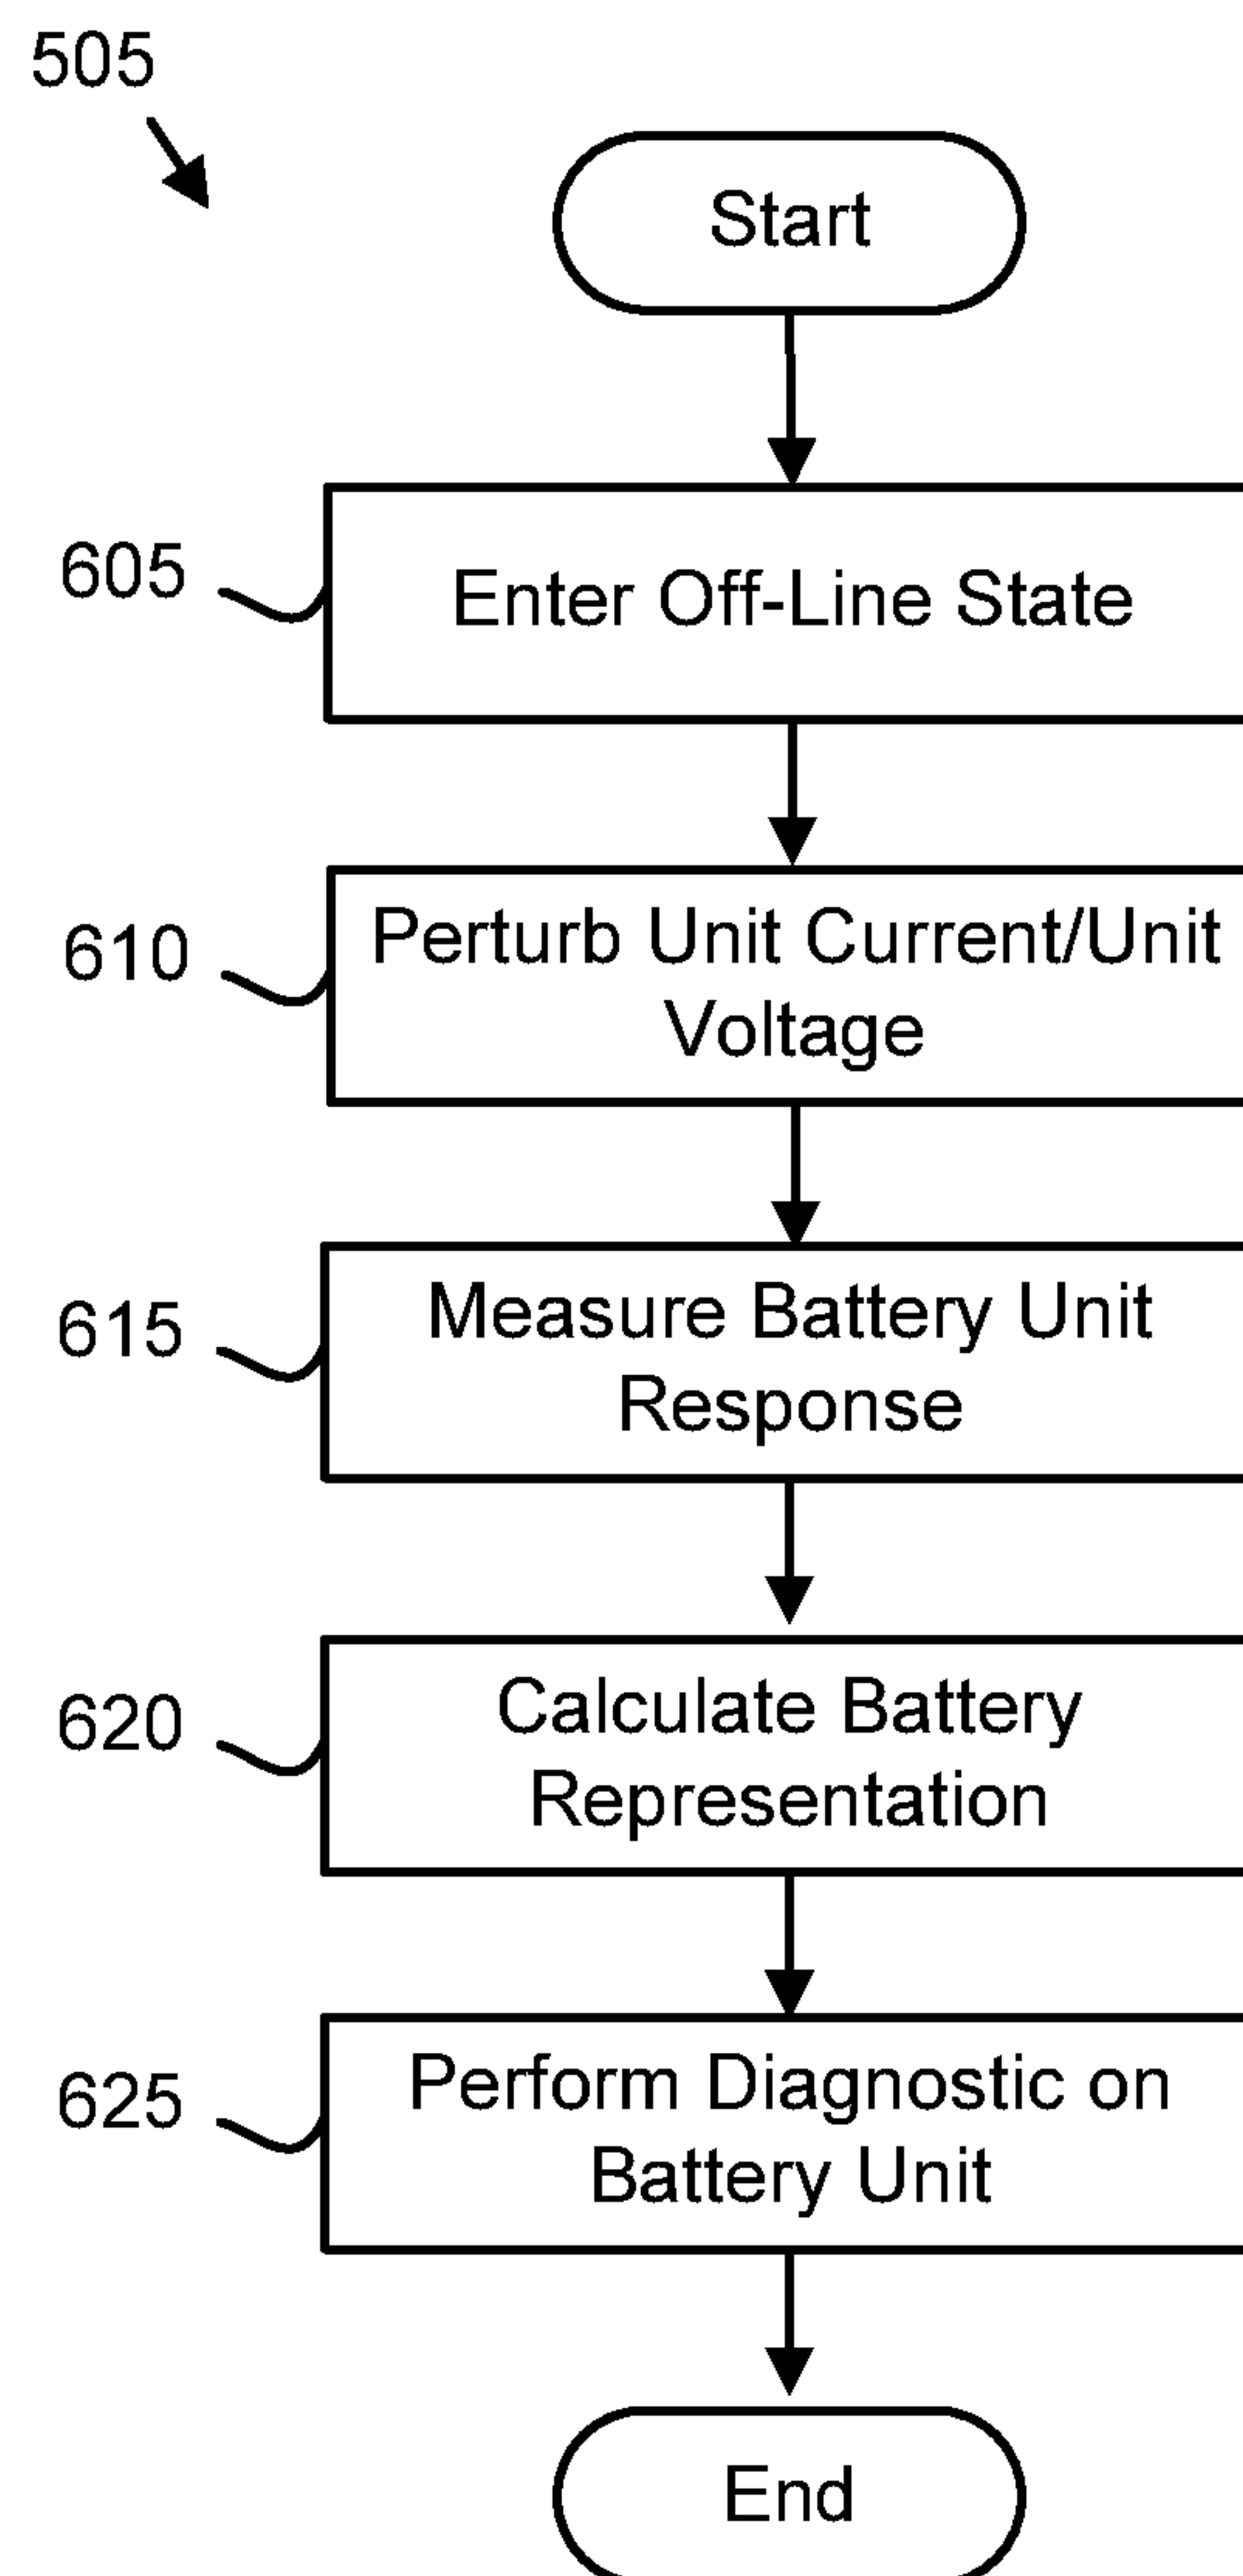 505
Start
605
Enter Off-Line State
610
Perturb Unit Current/Unit
Voltage
615
Measure Battery Unit
Response
620
Calculate Battery
Representation
625
Perform Diagnostic on
Battery Unit
End